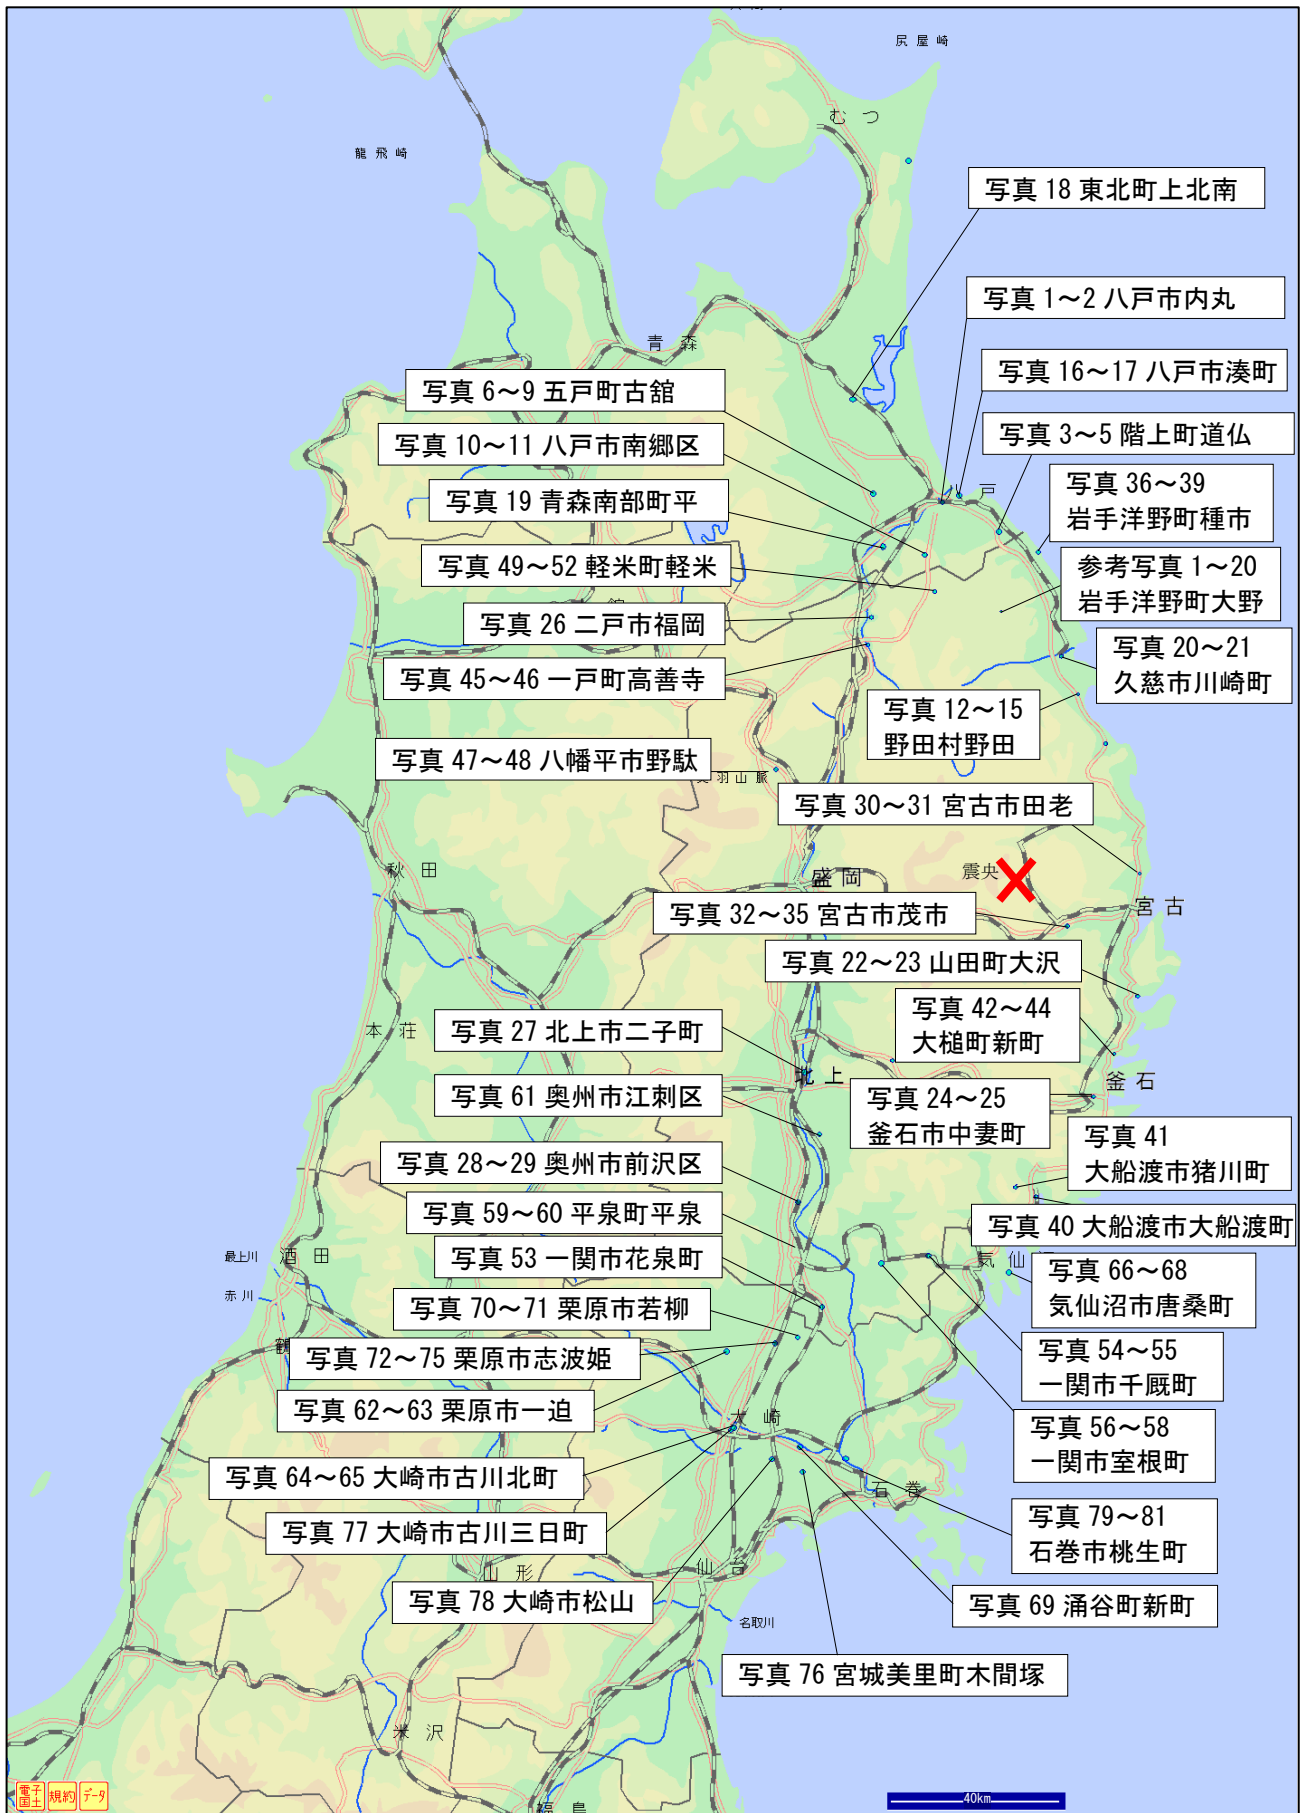 尻屋崎
むつ
龍飛崎
写真 18 東北町上北南
写真 1～2 八戸市内丸
青森
写真 16～17 八戸市湊町
写真 6～9 五戸町古舘
写真 3～5 階上町道仏
写真 10～11 八戸市南郷区
写真 36～39
岩手洋野町種市
戸
写真 19 青森南部町平
写真 49～52 軽米町軽米
参考写真 1～20
岩手洋野町大野
写真 26 二戸市福岡
写真 20～21
久慈市川崎町
写真 45～46 一戸町高善寺
写真 12～15
野田村野田
写真 47～48 八幡平市野駄
羽山脈
写真 30～31 宮古市田老
秋田
盛岡
震央
宮古
写真 32～35 宮古市茂市
写真 22～23 山田町大沢
写真 42～44
大槌町新町
本荘
写真 27 北上市二子町
北上
釜石
写真 61 奥州市江刺区
写真 24～25
釜石市中妻町
写真 41
大船渡市猪川町
写真 28～29 奥州市前沢区
写真 59～60 平泉町平泉
写真 40 大船渡市大船渡町
最上川
酒田
写真 53 一関市花泉町
気仙
写真 66～68
気仙沼市唐桑町
赤川
写真 70～71 栗原市若柳
鶴
写真 72～75 栗原市志波姫
写真 54～55
一関市千厩町
写真 62～63 栗原市一迫
大崎
写真 56～58
一関市室根町
写真 64～65 大崎市古川北町
石巻
写真 77 大崎市古川三日町
写真 79～81
石巻市桃生町
山形
仙台
写真 78 大崎市松山
写真 69 涌谷町新町
名取川
写真 76 宮城美里町木間塚
米沢
電子
国土
規約
データ
40km
福島